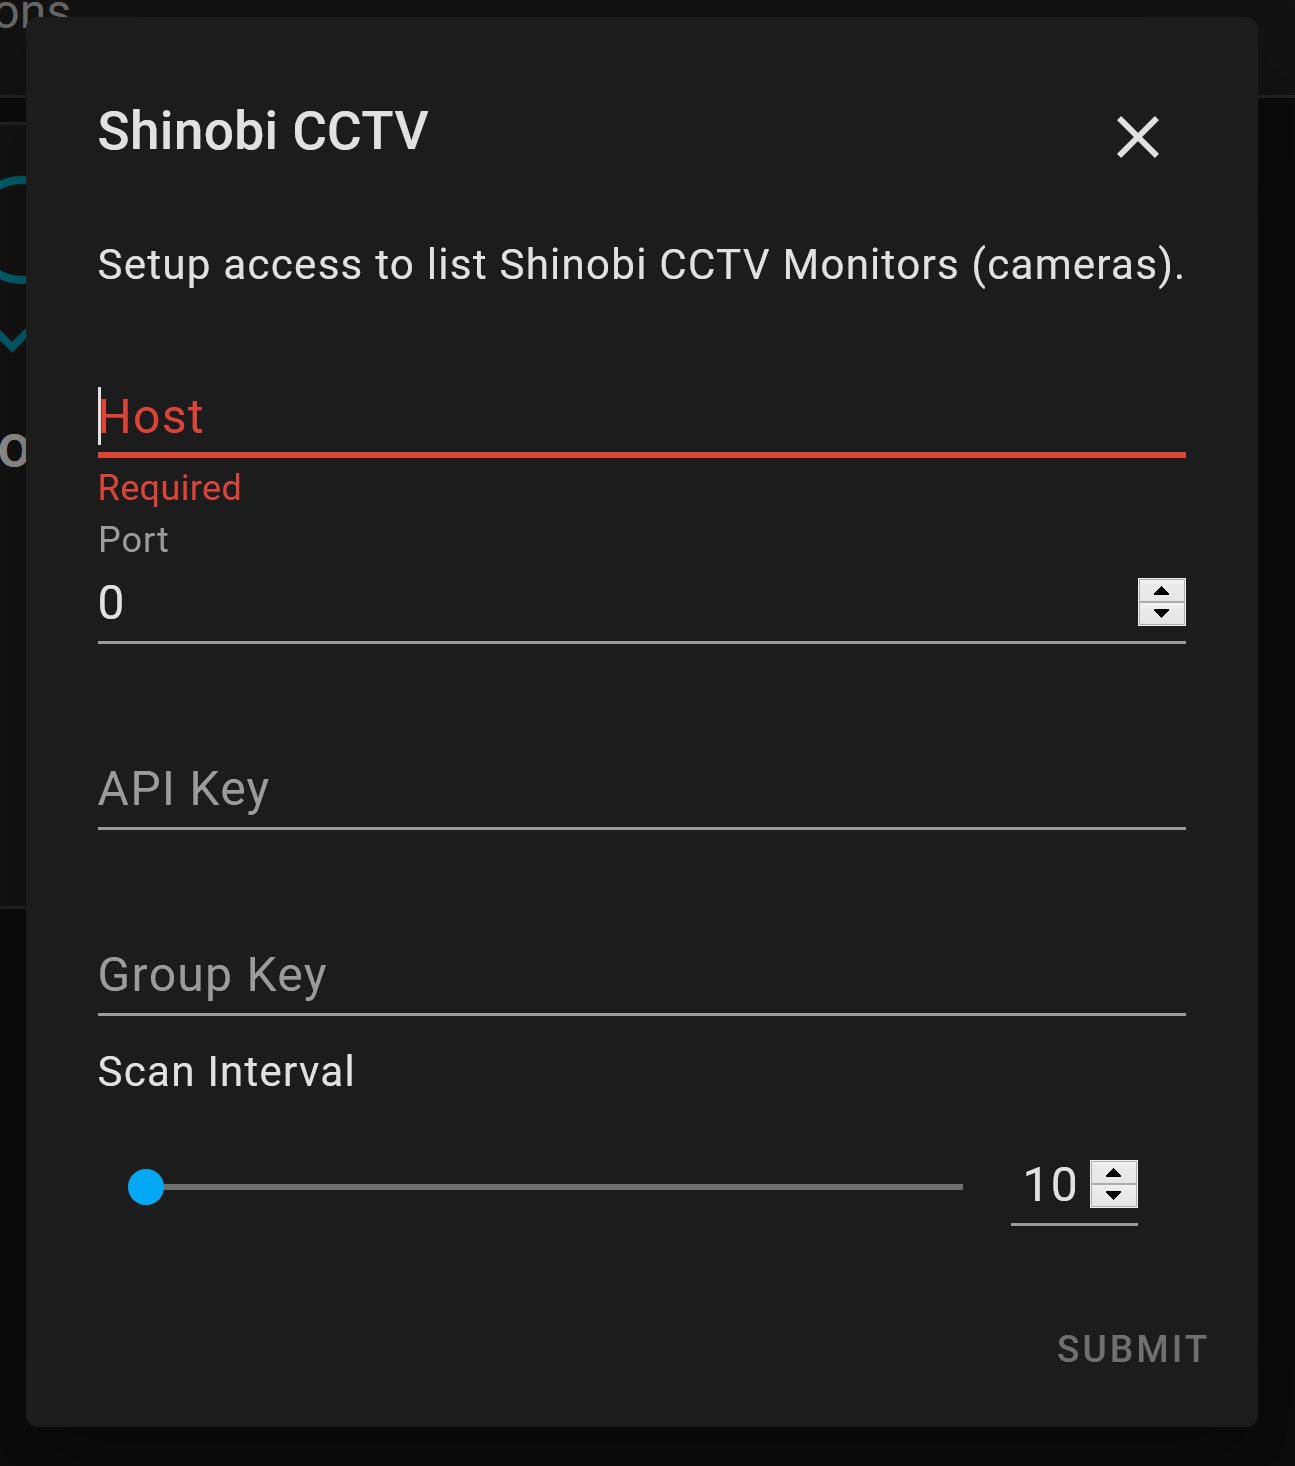 ons
Shinobi CCTV
Setup access to list Shinobi CCTV Monitors (cameras).
Host
Required
Port
0
API Key
Group Key
Scan Interval
10
SUBMIT